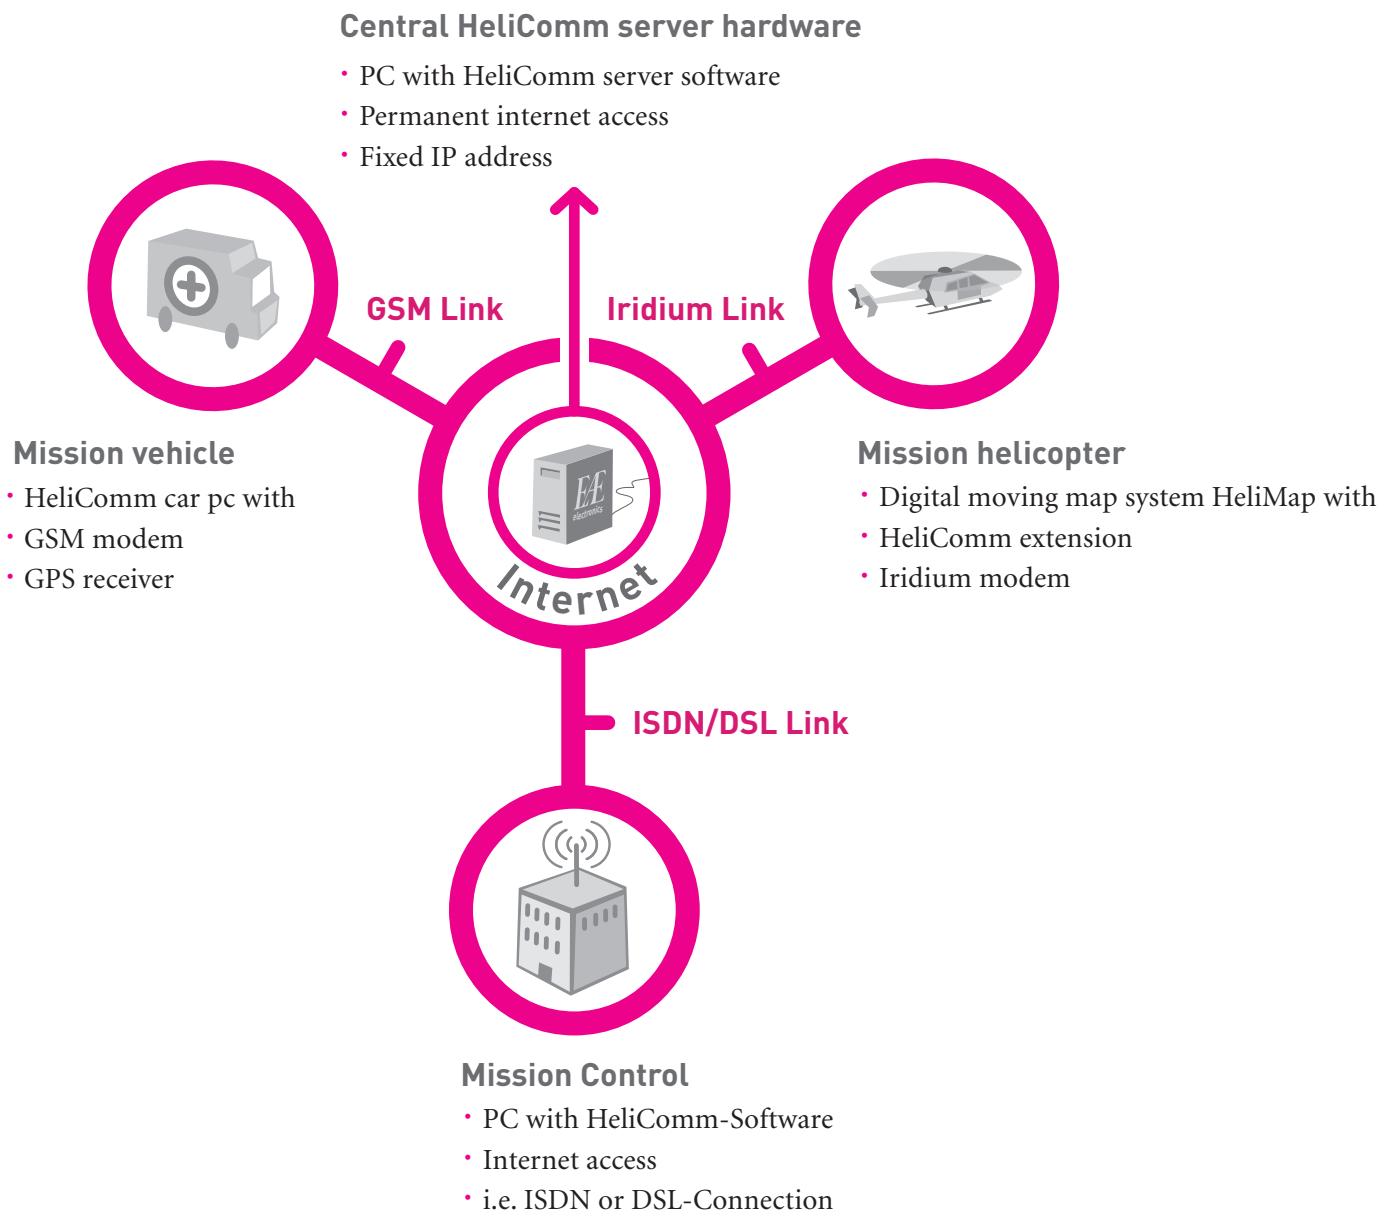 Central HeliComm server hardware
· PC with HeliComm server software
· Permanent internet access
· Fixed IP address
GSM Link
Iridium Link
Mission vehicle
· HeliComm car pc with
· GSM modem
· GPS receiver
Mission helicopter
· Digital moving map system HeliMap with
· HeliComm extension
· Iridium modem
EÆ
electronics
Internet
ISDN/DSL Link
Mission Control
· PC with HeliComm-Software
· Internet access
· i.e. ISDN or DSL-Connection